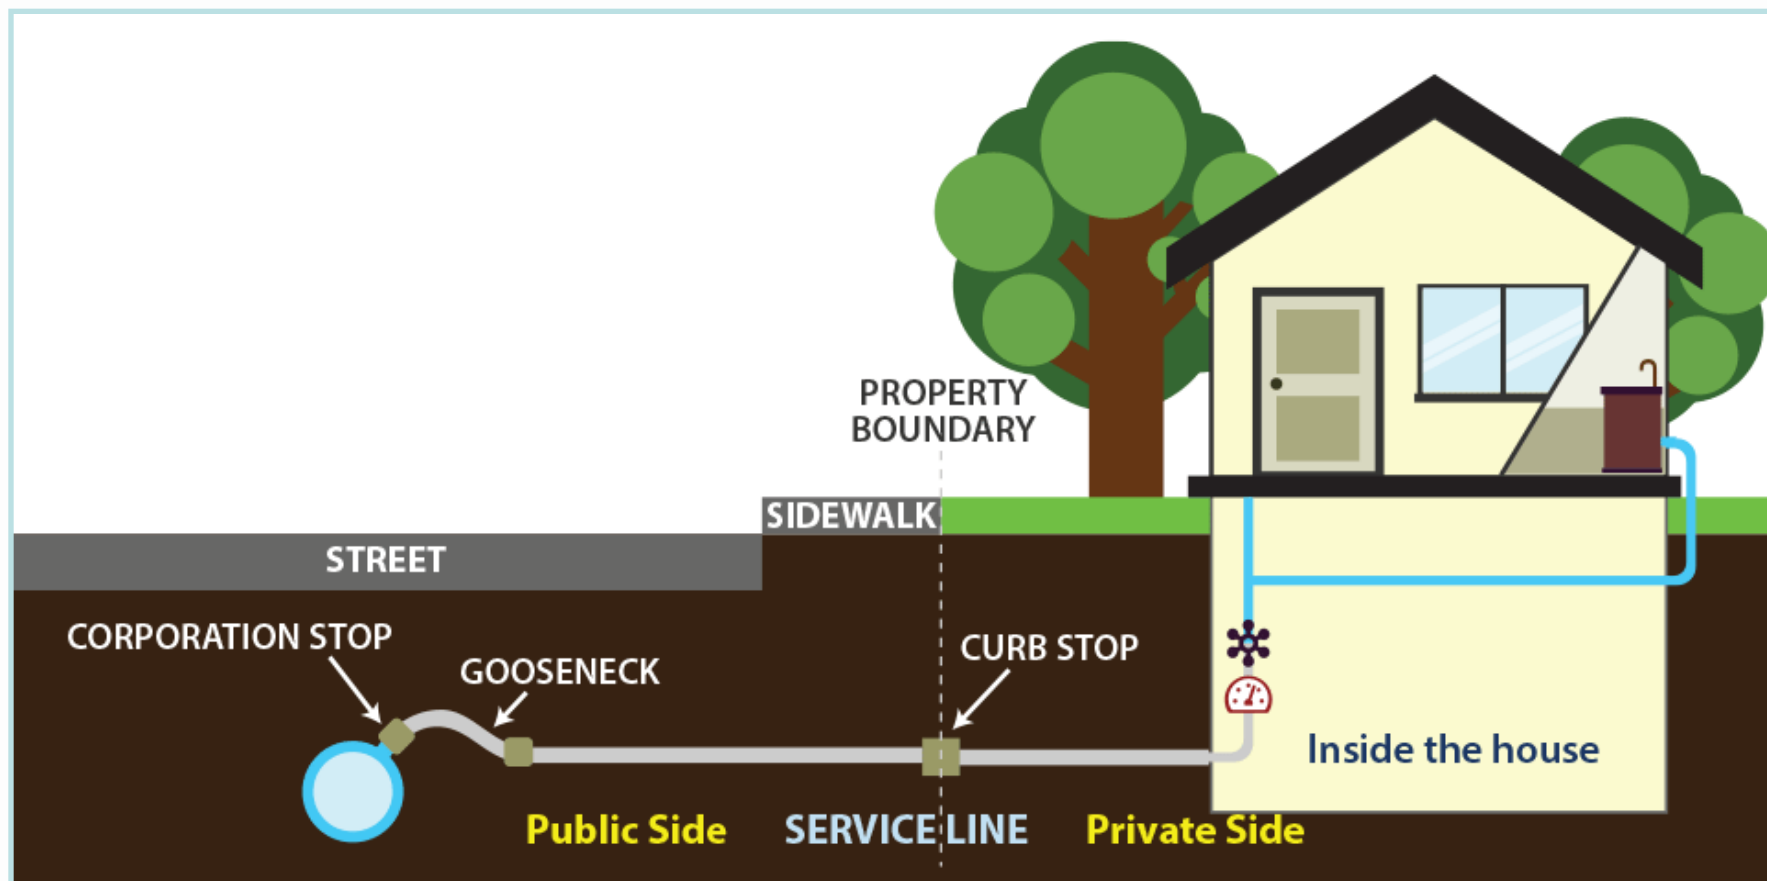 PROPERTY
BOUNDARY
SIDEWALK
STREET
CORPORATION STOP
GOOSENECK
CURB STOP
Inside the house
Public Side
SERVICE LINE
Private Side